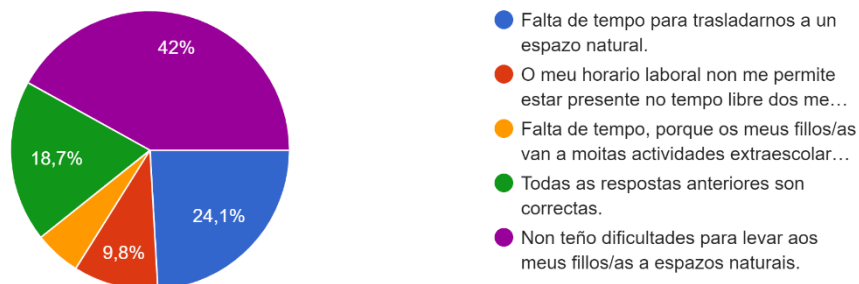 42%
18,7%
9,8%
24,1%
Falta de tempo para trasladarnos a un
espazo natural.
O meu horario laboral non me permite
estar presente no tempo libre dos me…
Falta de tempo, porque os meus fillos/as
van a moitas actividades extraescolar…
Todas as respostas anteriores son
correctas.
Non teño dificultades para levar aos
meus fillos/as a espazos naturais.